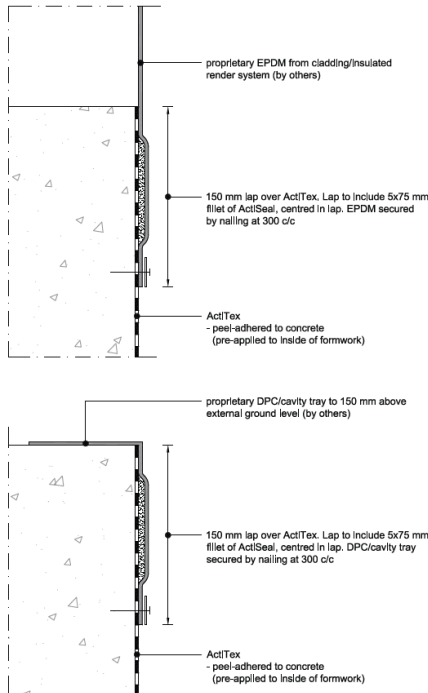 proprietary EPDM from cladding/insulated
render system (by others)
150 mm lap over ActiTex. Lap to include 5x75 mm
fillet of ActiSeal, centred in lap. EPDM secured
by nailing at 300 c/c
ActiTex
- peel-adhered to concrete
(pre-applied to inside of formwork)
proprietary DPC/cavity tray to 150 mm above
external ground level (by others)
150 mm lap over ActiTex. Lap to include 5x75 mm
fillet of ActiSeal, centred in lap. DPC/cavity tray
secured by nailing at 300 c/c
ActiTex
- peel-adhered to concrete
(pre-applied to inside of formwork)